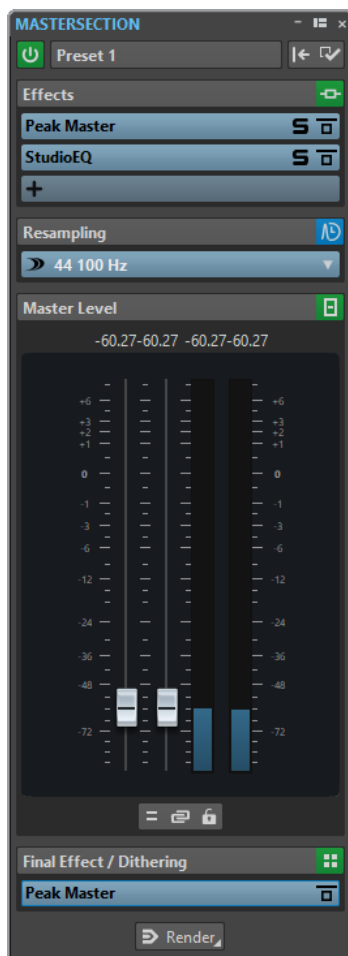 MASTERSECTION
Preset 1
Effects
Peak Master
S
StudioEQ
S
Resampling
44 100 Hz
Master Level
-60.27-60.27 -60.27-60.27
+6 +6
+3 +3
+2 +2
+1 +1
0 0
-1 -1
-3 -3
-6 -6
-12 -12
-24 -24
-36 -36
-48 -48
-72 -72
Final Effect / Dithering
Peak Master
Render